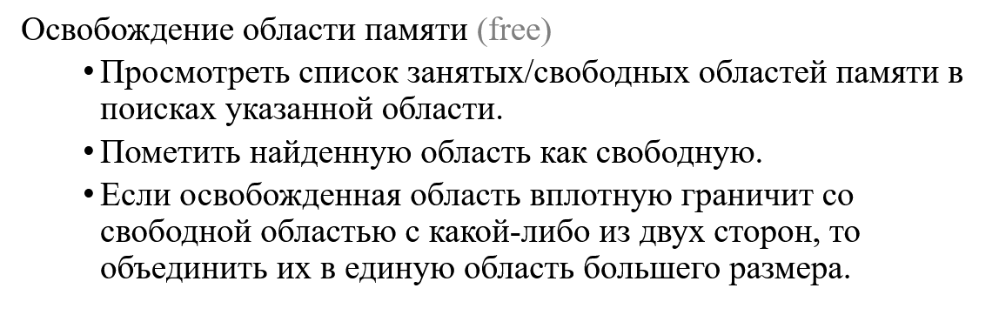 Освобождение области памяти (free)
• Просмотреть список занятых/свободных областей памяти в
поисках указанной области.
• Пометить найденную область как свободную.
• Если освобожденная область вплотную граничит со
свободной областью с какой-либо из двух сторон, то
объединить их в единую область большего размера.